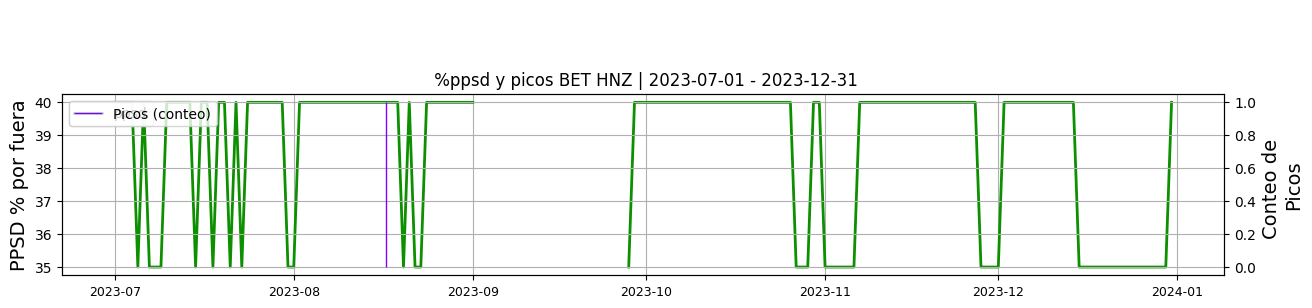 %ppsd y picos BET HNZ | 2023-07-01 - 2023-12-31
PPSD % por fuera
40
39
38
37
36
35
Picos (conteo)
1.0
0.8
0.6
0.4
0.2
0.0
Conteo de
Picos
2023-07 2023-08 2023-09 2023-10 2023-11 2023-12 2024-01